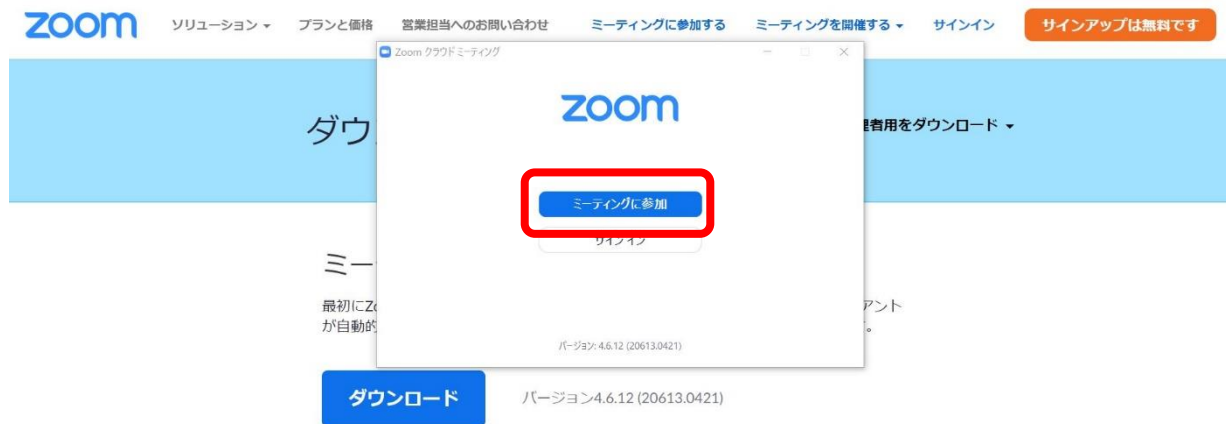 zoom
ソリューション プランと価格 営業担当へのお問い合わせ ミーティングに参加する ミーティングを開催する サインイン サインアップは無料です
Zoom クラウドミーティング
zoom
ダウ
者用をダウンロード
ミーティングに参加
サインイン
ミー
最初にZ
アント
が自動的
。
バージョン: 4.6.12 (20613.0421)
ダウンロード バージョン4.6.12 (20613.0421)